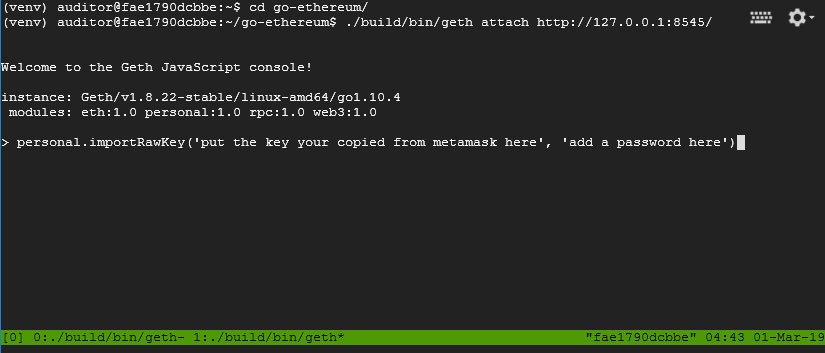 (venv) auditor@fae1790dcbbe:~$ cd go-ethereum/
(venv) auditor@fae1790dcbbe:~/go-ethereum$ ./build/bin/geth attach http://127.0.0.1:8545/
Welcome to the Geth JavaScript console!
instance: Geth/v1.8.22-stable/linux-amd64/go1.10.4
modules: eth:1.0 personal:1.0 rpc:1.0 web3:1.0
> personal.importRawKey('put the key your copied from metamask here', 'add a password here')
[0] 0:./build/bin/geth- 1:./build/bin/geth* "fae1790dcbbe" 04:43 01-Mar-19